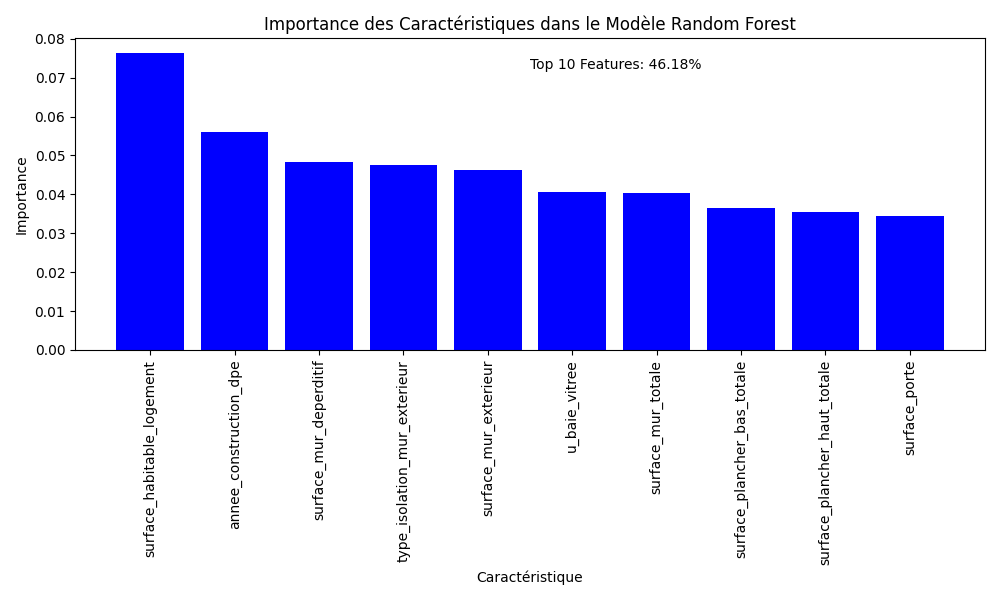 Importance des Caractéristiques dans le Modèle Random Forest
Top 10 Features: 46.18%
Importance
0.08
0.07
0.06
0.05
0.04
0.03
0.02
0.01
0.00
surface_habitable_logement
annee_construction_dpe
surface_mur_deperditif
type_isolation_mur_exterieur
surface_mur_exterieur
u_baie_vitree
surface_mur_totale
surface_plancher_bas_totale
surface_plancher_haut_totale
surface_porte
Caractéristique